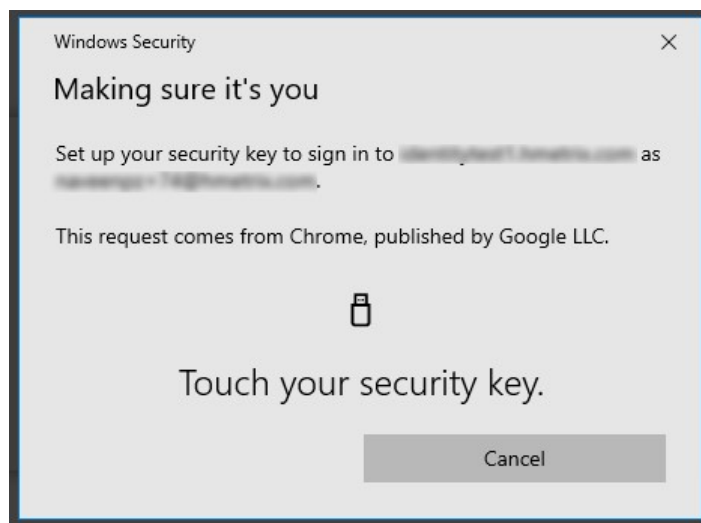 Windows Security
Making sure it's you
Set up your security key to sign in to as
.
This request comes from Chrome, published by Google LLC.
Touch your security key.
Cancel